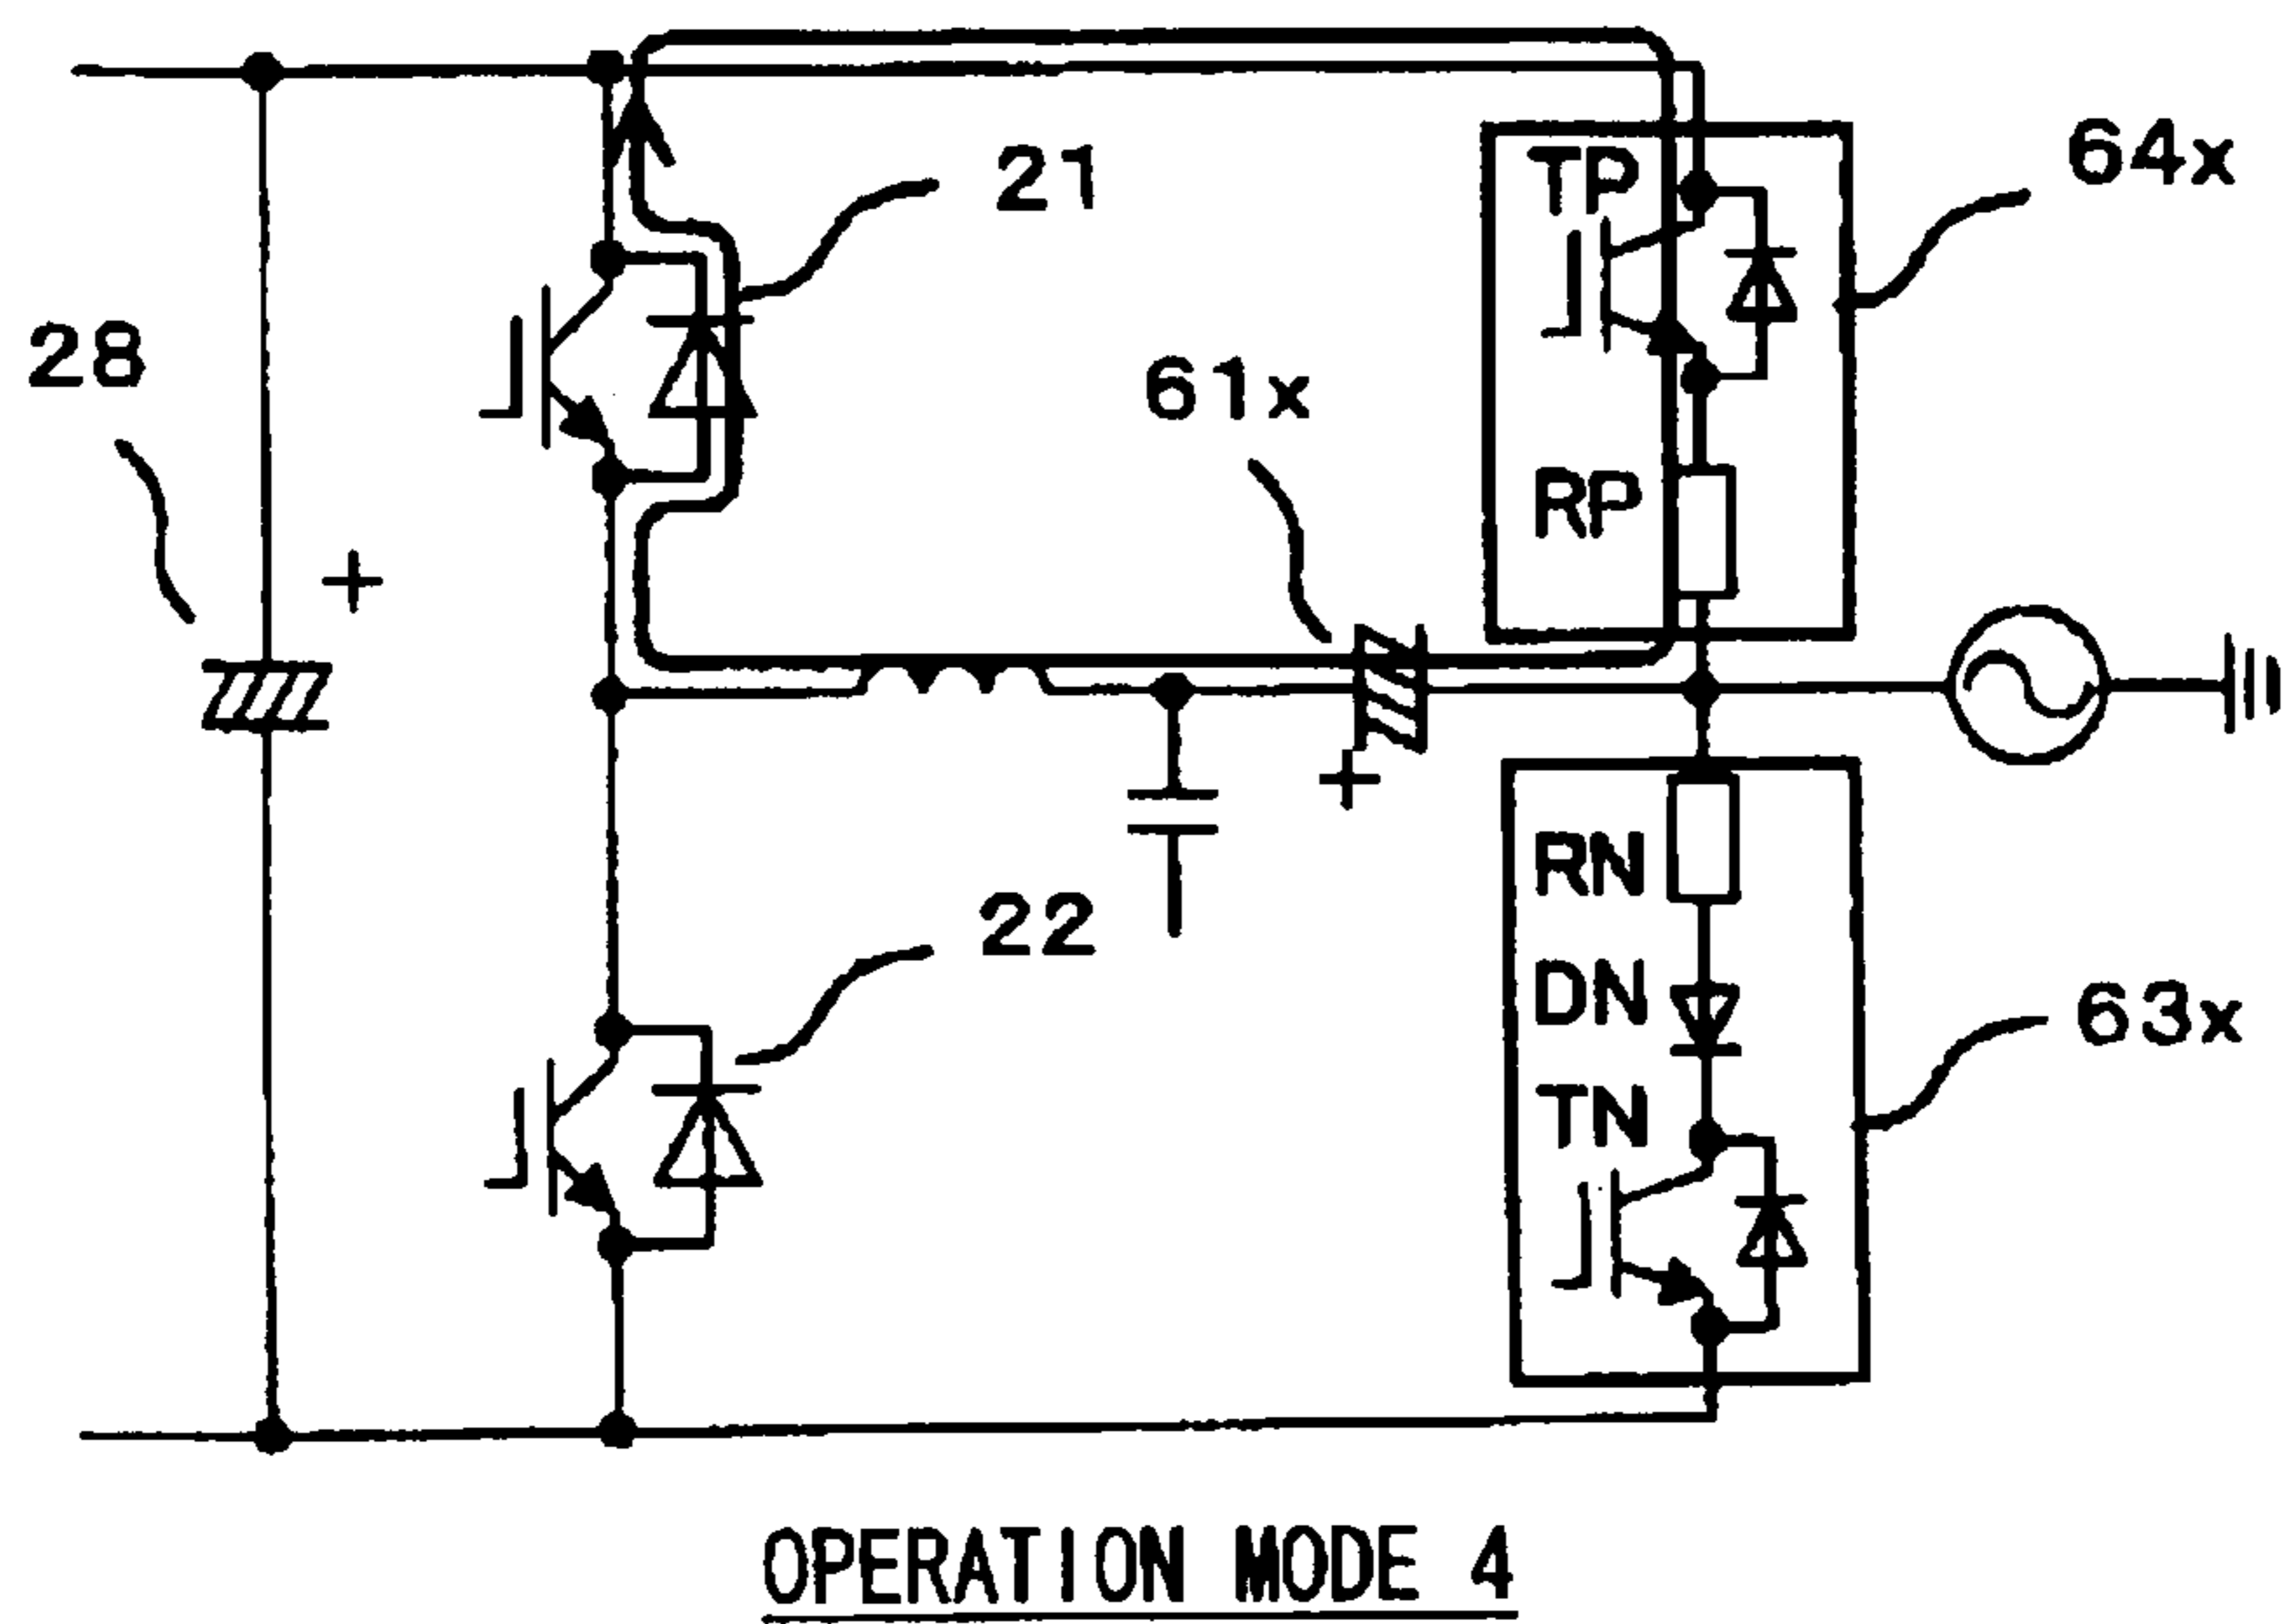 64x
TP
21
28
61x
RP
+
+
RN
22
DN
63x
TN
OPERATION MODE 4